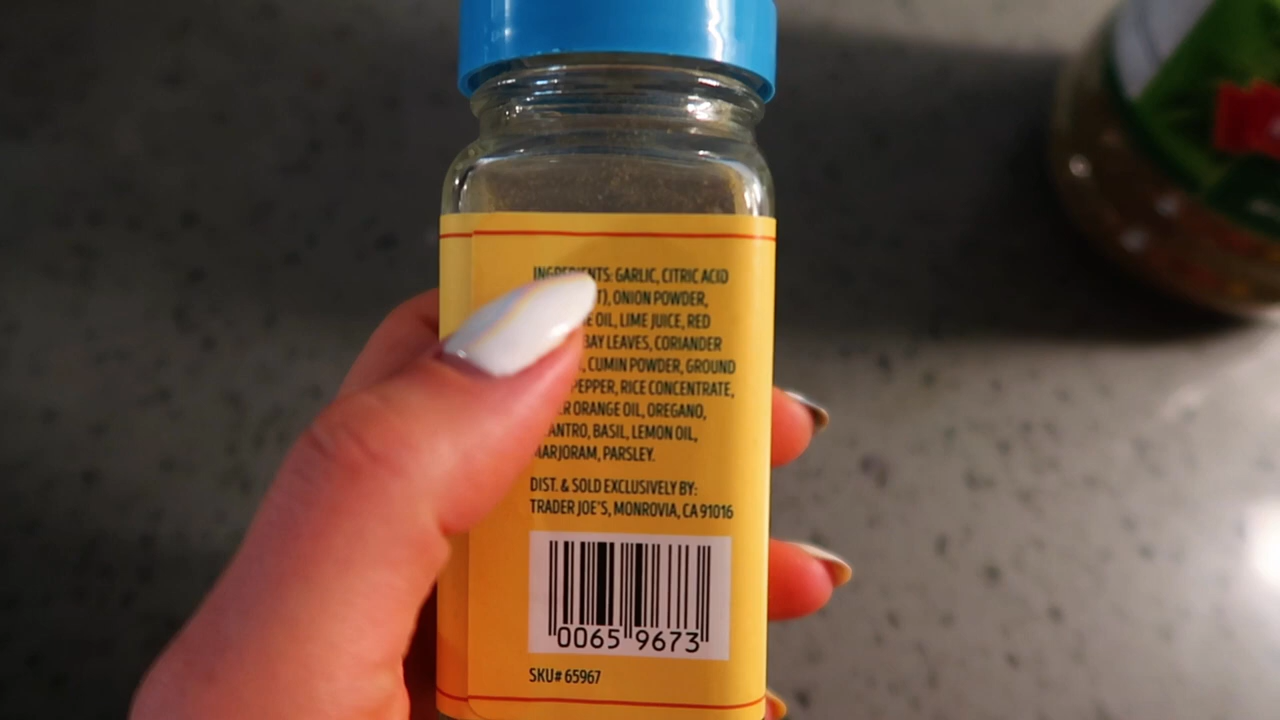 INGREDIENTS: GARLIC, CITRIC ACID
ONION POWDER,
OIL, LIME JUICE, RED
BAY LEAVES, CORIANDER
CUMIN POWDER, GROUND
PEPPER, RICE CONCENTRATE,
ORANGE OIL, OREGANO,
BASIL, LEMON OIL,
MARJORAM, PARSLEY.
DIST. & SOLD EXCLUSIVELY BY:
TRADER JOE'S, MONROVIA, CA 91016
0065 9673
SKU# 65967